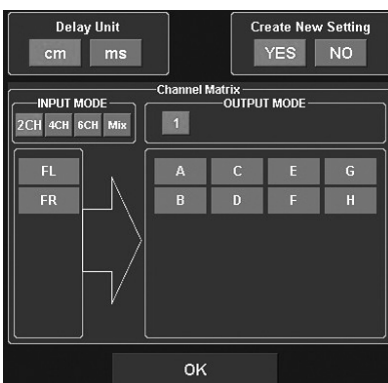 Delay Unit
cm ms
Create New Setting
YES NO
Channel Matrix
INPUT MODE
2CH 4CH 6CH Mix
OUTPUT MODE
1
FL
FR
A C E G
B D F H
OK